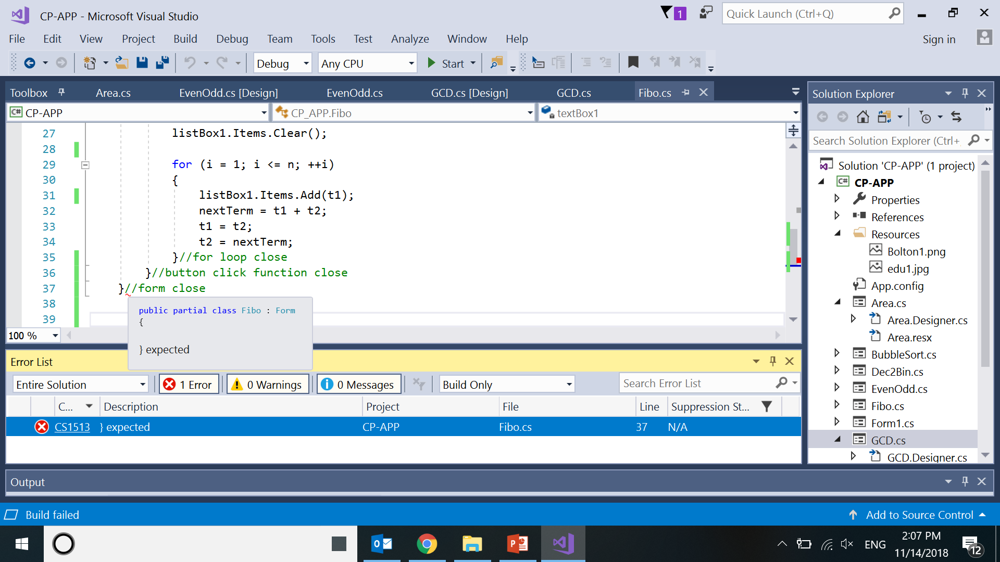 CP-APP - Microsoft Visual Studio
1
Quick Launch (Ctrl+Q)
File Edit View Project Build Debug Team Tools Test Analyze Window Help
Sign in
Debug
Any CPU
Start
Toolbox
Area.cs
EvenOdd.cs [Design]
EvenOdd.cs
GCD.cs [Design]
GCD.cs
Fibo.cs
C# CP-APP
CP_APP.Fibo
textBox1
27 listBox1.Items.Clear();
28
29 for (i = 1; i <= n; ++i)
30 {
31 listBox1.Items.Add(t1);
32 nextTerm = t1 + t2;
33 t1 = t2;
34 t2 = nextTerm;
35 }//for loop close
36 }//button click function close
37 }//form close
38
39
public partial class Fibo : Form
{
} expected
100 %
Error List
Entire Solution
1 Error
0 Warnings
0 Messages
Build Only
Search Error List
C... Description Project File Line Suppression St...
CS1513 } expected CP-APP Fibo.cs 37 N/A
Output
Build failed
Add to Source Control
Solution Explorer
Search Solution Explorer (Ctrl+
Solution 'CP-APP' (1 project)
C# CP-APP
Properties
References
Resources
Bolton1.png
edu1.jpg
App.config
Area.cs
Area.Designer.cs
Area.resx
BubbleSort.cs
Dec2Bin.cs
EvenOdd.cs
Fibo.cs
Form1.cs
GCD.cs
GCD.Designer.cs
ENG
2:07 PM
11/14/2018
12